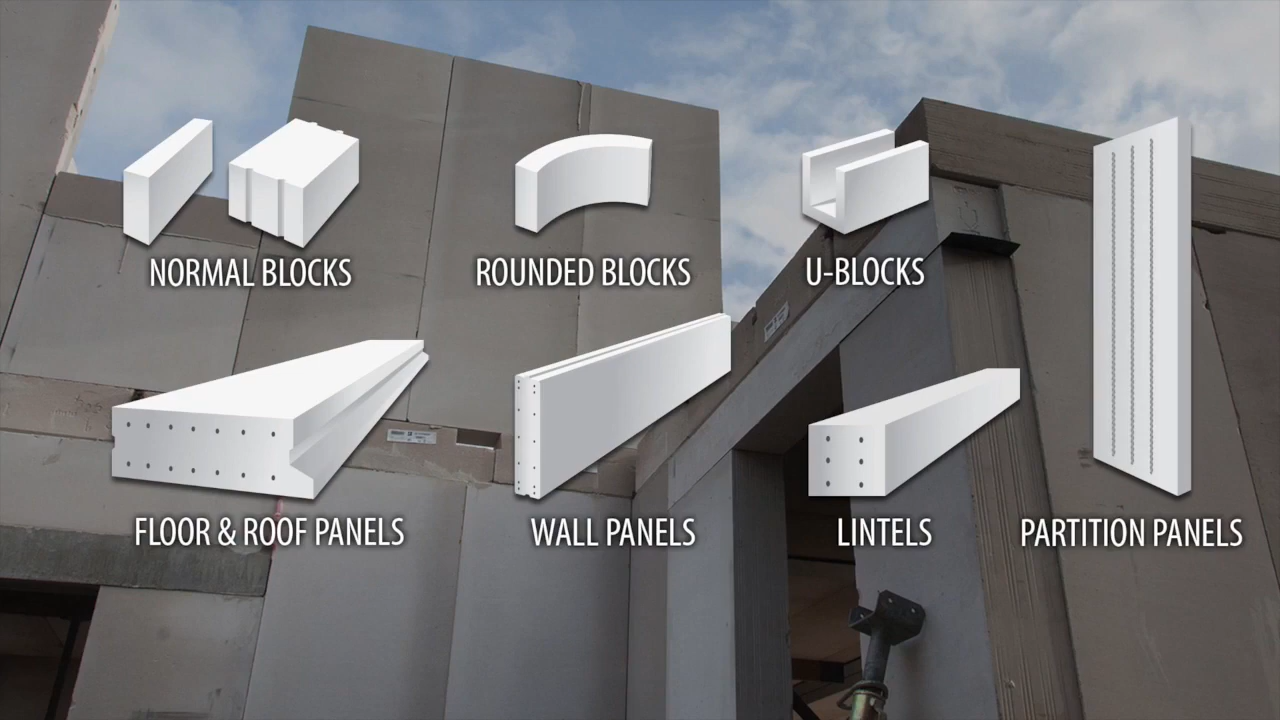 NORMAL BLOCKS
ROUNDED BLOCKS
U-BLOCKS
FLOOR & ROOF PANELS
WALL PANELS
LINTELS
PARTITION PANELS